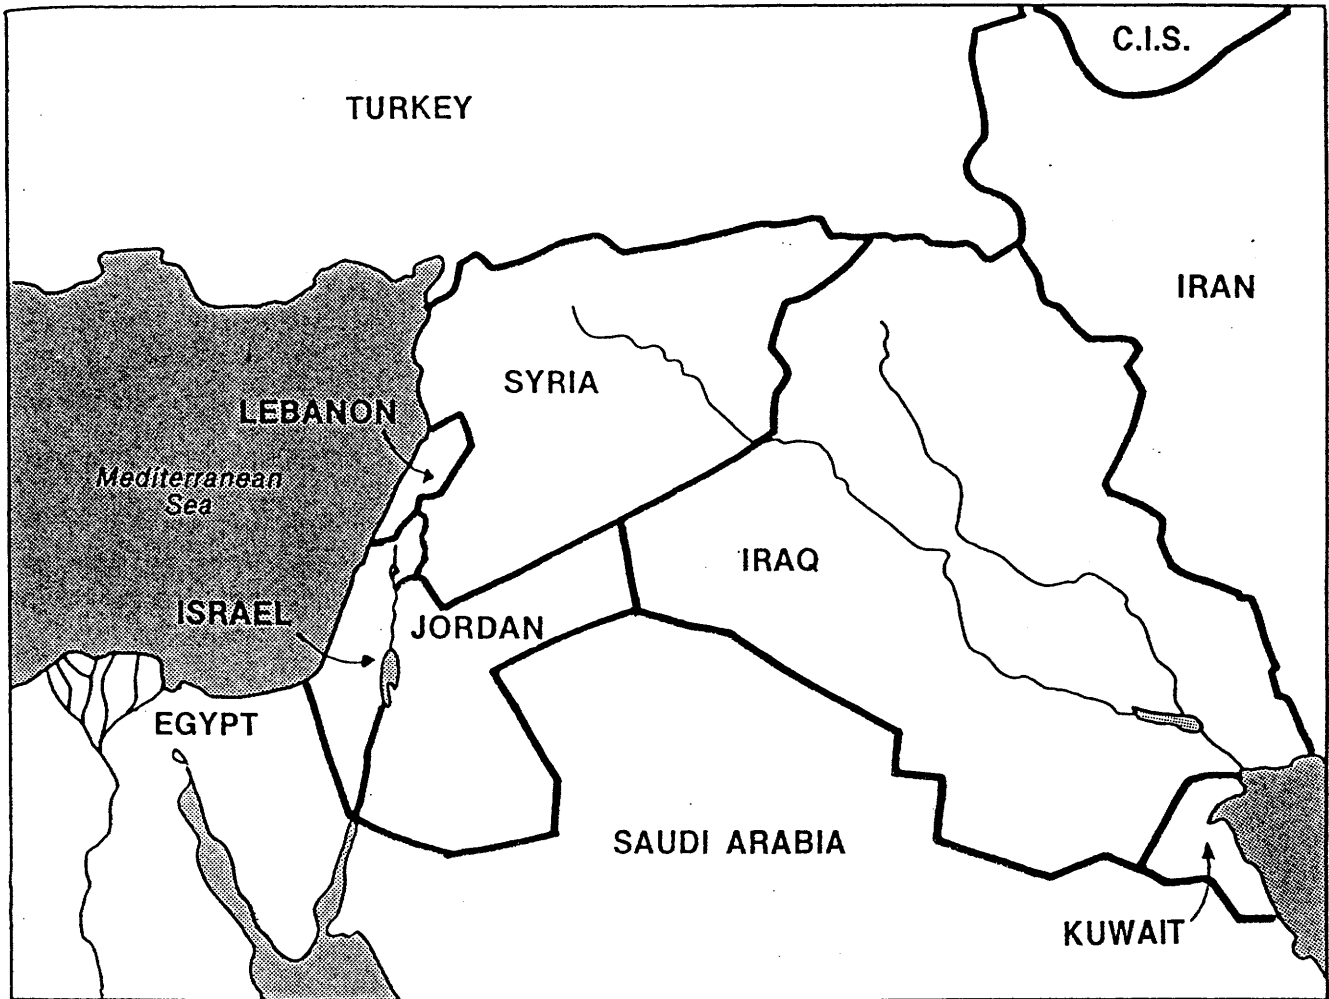 C.I.S.
TURKEY
IRAN
SYRIA
LEBANON
Mediterranean
Sea
IRAQ
ISRAEL
JORDAN
EGYPT
SAUDI ARABIA
KUWAIT